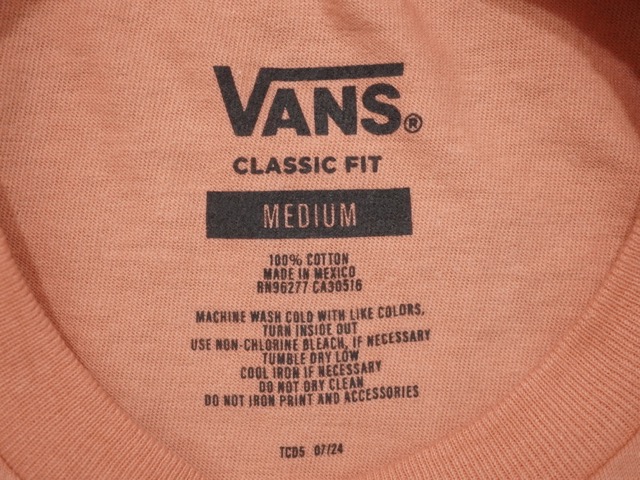 VANS®
CLASSIC FIT
MEDIUM
100% COTTON
MADE IN MEXICO
RN96277 CA30516
MACHINE WASH COLD WITH LIKE COLORS,
TURN INSIDE OUT
USE NON-CHLORINE BLEACH, IF NECESSARY
TUMBLE DRY LOW
COOL IRON IF NECESSARY
DO NOT DRY CLEAN
DO NOT IRON PRINT AND ACCESSORIES
TCD5 07/24